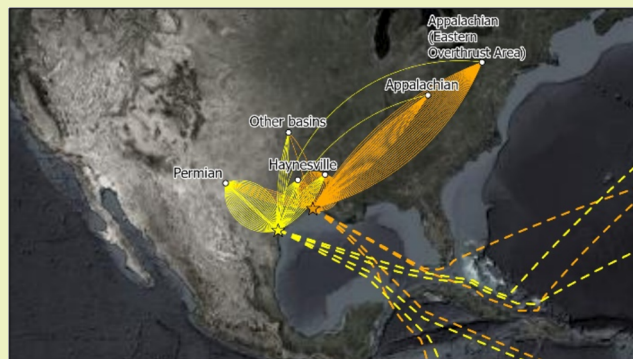 Appalachian
(Eastern
Overthrust Area)
Appalachian
Other basins
Haynesville
Permian